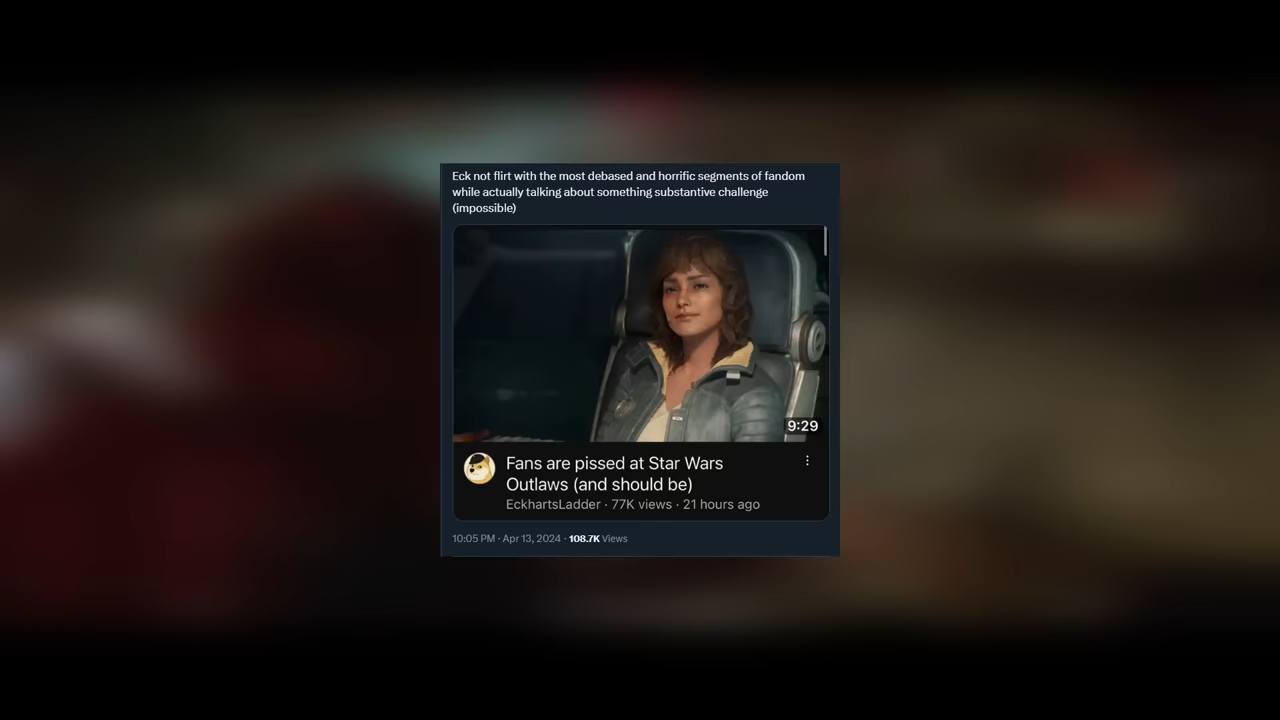 Eck not flirt with the most debased and horrific segments of fandom
while actually talking about something substantive challenge
(impossible)
9:29
Fans are pissed at Star Wars
Outlaws (and should be)
EckhartsLadder · 77K views · 21 hours ago
10:05 PM · Apr 13, 2024 · 108.7K Views